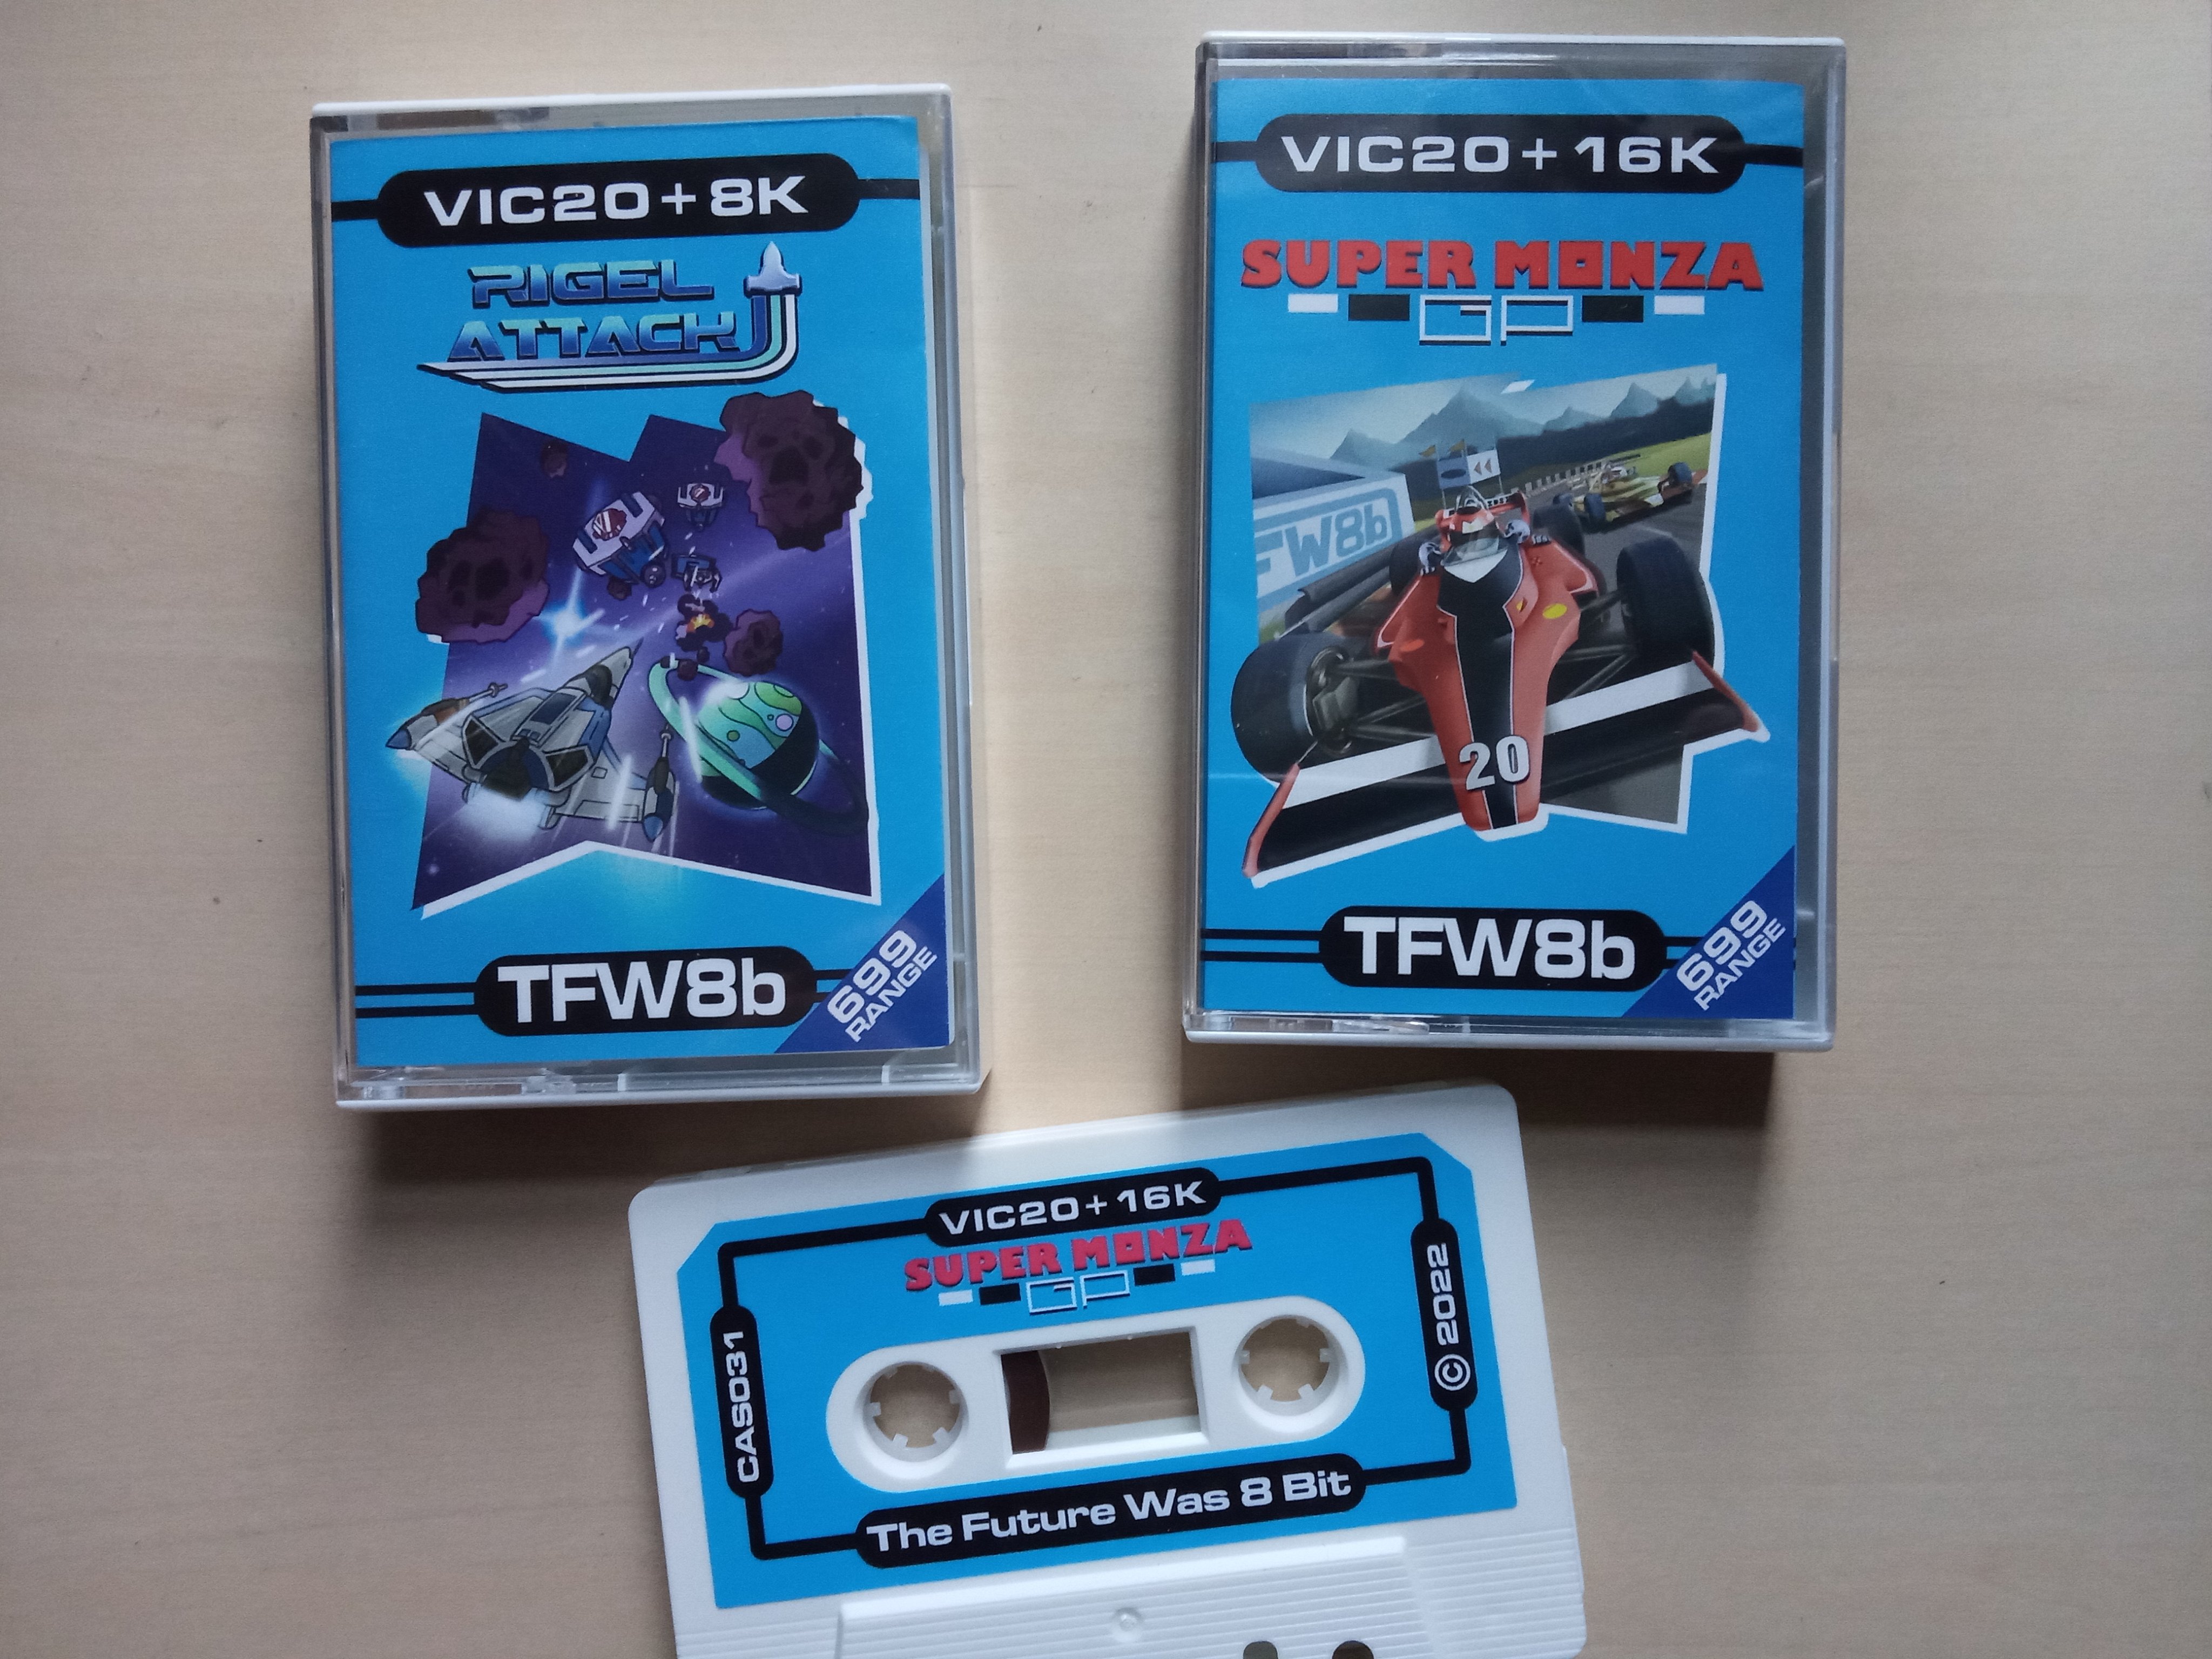 VIC20+8K
RIGEL
ATTACK
TFW8b
699
RANGE
VIC20+16K
SUPER MONZA
GP
FW8b
20
TFW8b
699
RANGE
VIC20+16K
SUPER MONZA
GP
CAS031
© 2022
The Future Was 8 Bit